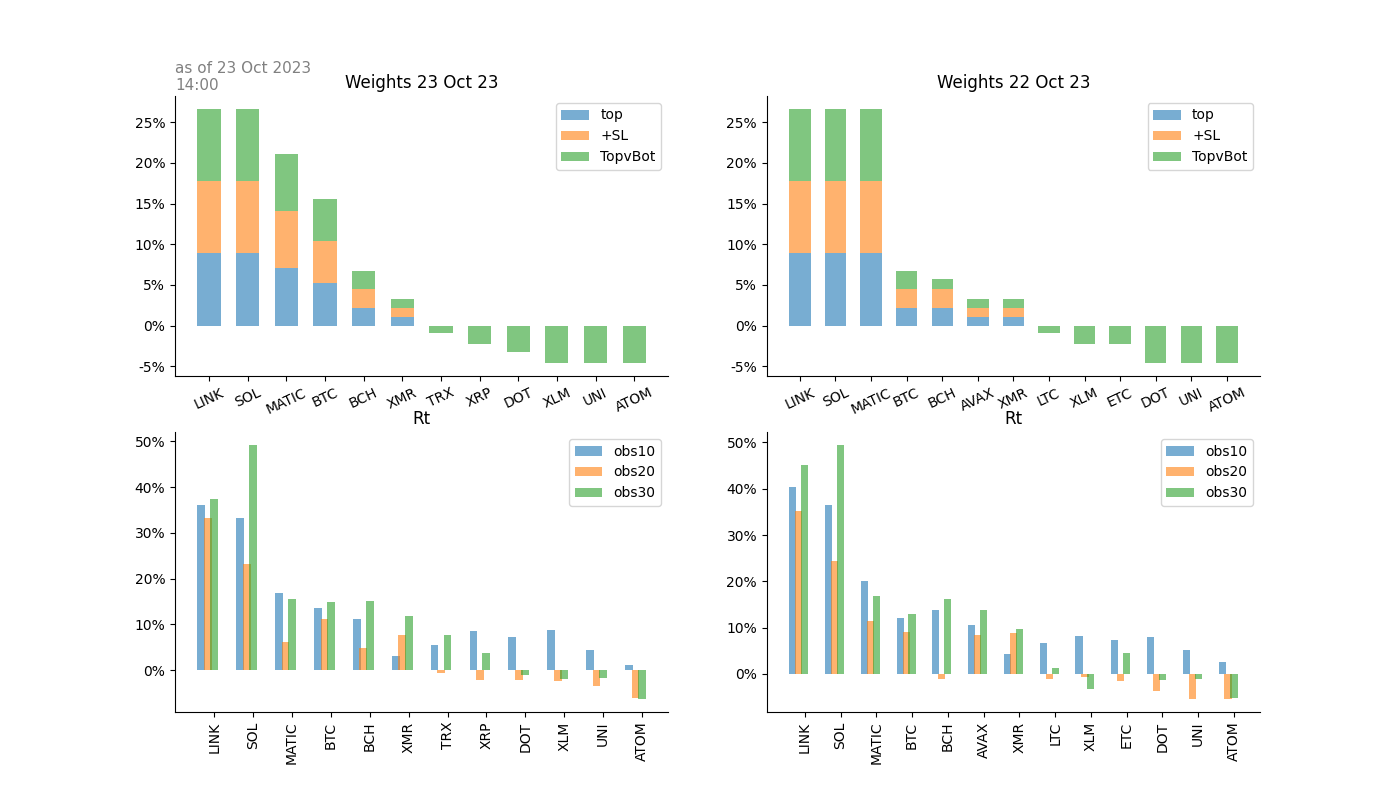 as of 23 Oct 2023
14:00
Weights 23 Oct 23
25%
20%
15%
10%
5%
0%
-5%
top
+SL
TopvBot
LINK SOL MATIC BTC BCH XMR TRX XRP DOT XLM UNI ATOM
Weights 22 Oct 23
25%
20%
15%
10%
5%
0%
-5%
top
+SL
TopvBot
LINK SOL MATIC BTC BCH AVAX XMR LTC XLM ETC DOT UNI ATOM
Rt
50%
40%
30%
20%
10%
0%
obs10
obs20
obs30
LINK SOL MATIC BTC BCH XMR TRX XRP DOT XLM UNI ATOM
Rt
50%
40%
30%
20%
10%
0%
obs10
obs20
obs30
LINK SOL MATIC BTC BCH AVAX XMR LTC XLM ETC DOT UNI ATOM